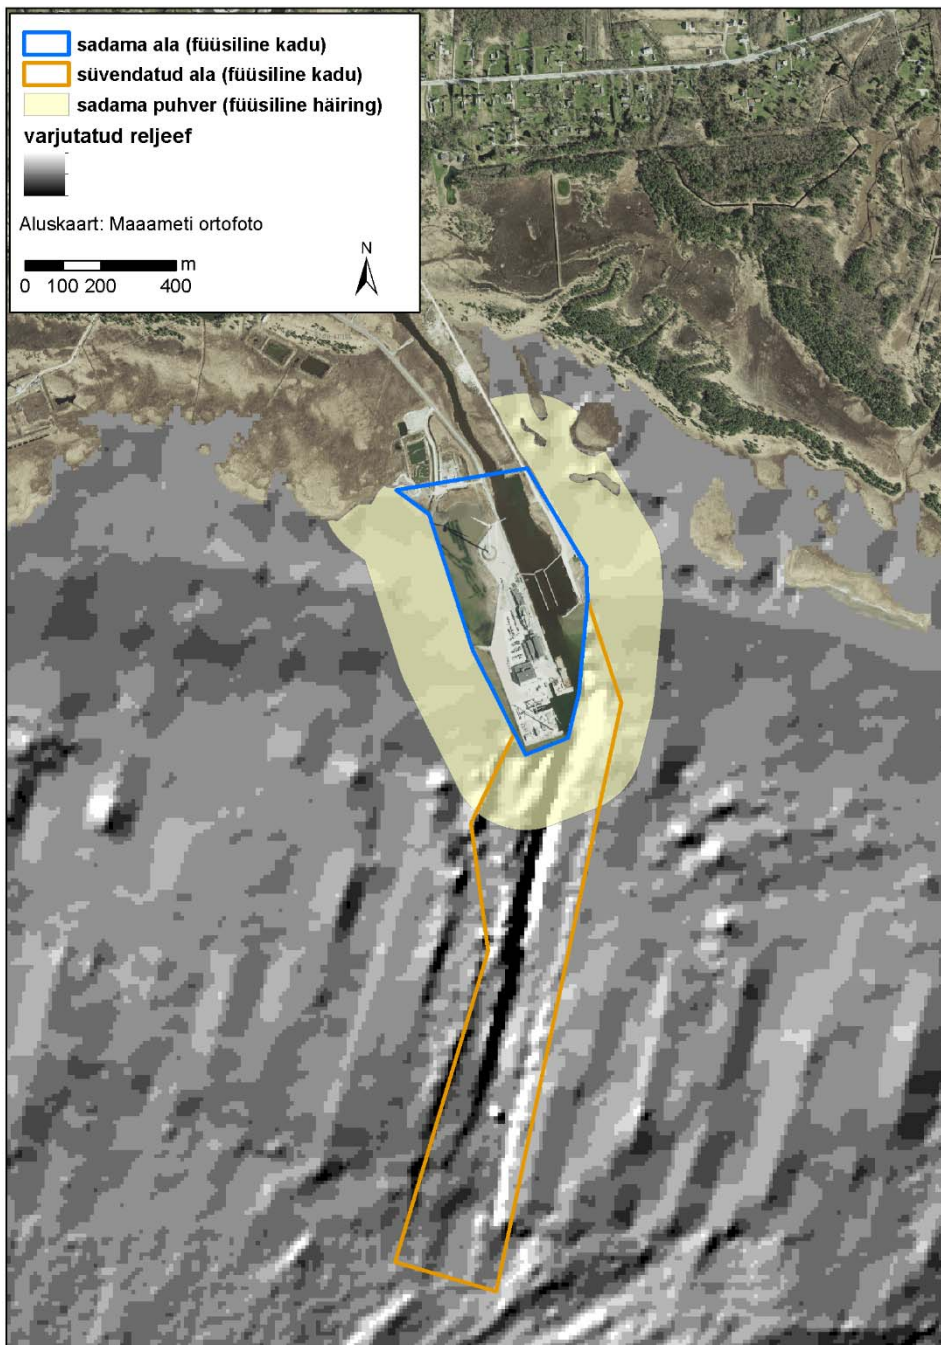 sadama ala (füüsiline kadu)
süvendatud ala (füüsiline kadu)
sadama puhver (füüsiline häiring)
varjutatud reljeef
Aluskaart: Maaameti ortofoto
N
m
0 100 200 400